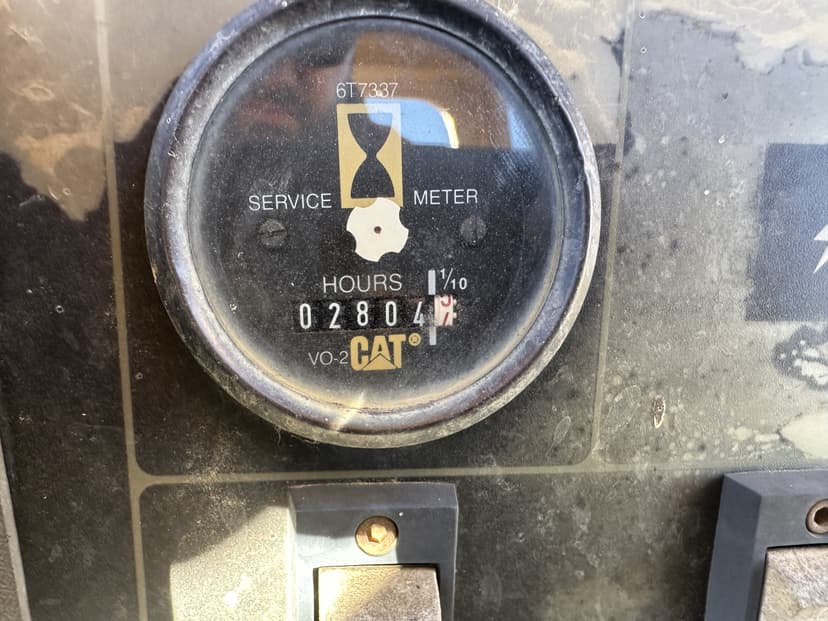 6T7337
SERVICE METER
HOURS 1/10
02804
VO-2 CAT®